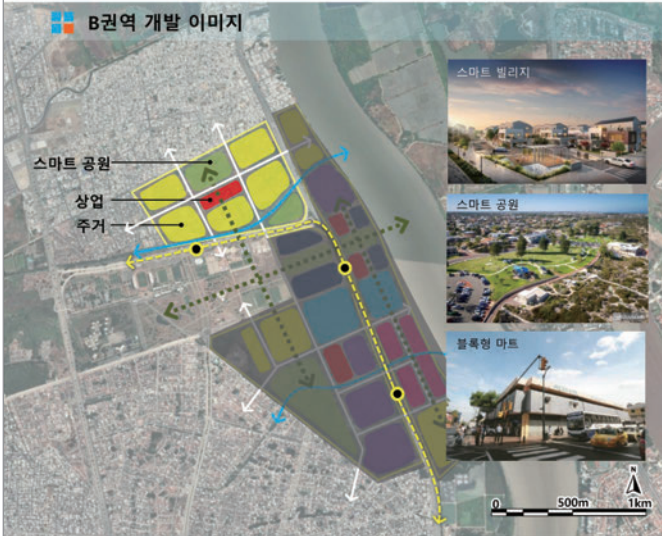 B권역 개발 이미지
스마트 빌리지
스마트 공원
상업
주거
스마트 공원
블록형 마트
N
0 500m 1km